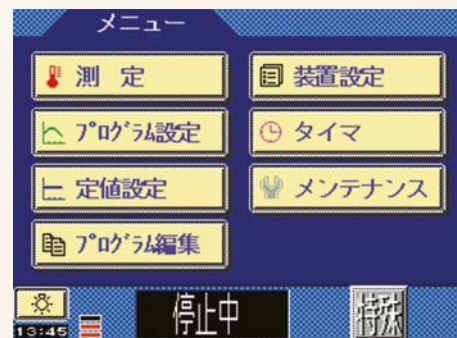 メニュー
測 定
装置設定
プログラム設定
タイマ
定値設定
メンテナンス
プログラム編集
13:45
停止中
特殊